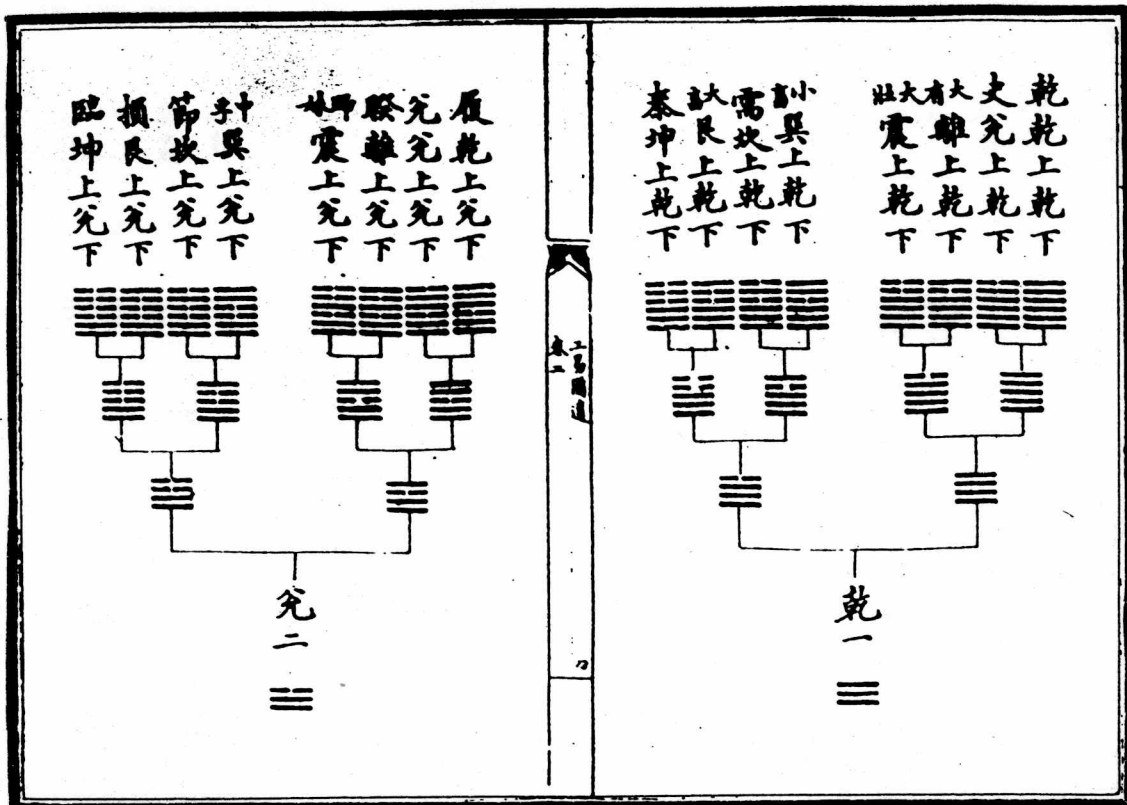 乾乾上乾下
夬兌上乾下
大有離上乾下
大壯震上乾下
小畜巽上乾下
需坎上乾下
大畜艮上乾下
泰坤上乾下
乾一
易圖
卷二
履乾上兌下
兌兌上兌下
睽離上兌下
歸妹震上兌下
中孚巽上兌下
節坎上兌下
損艮上兌下
臨坤上兌下
兌二